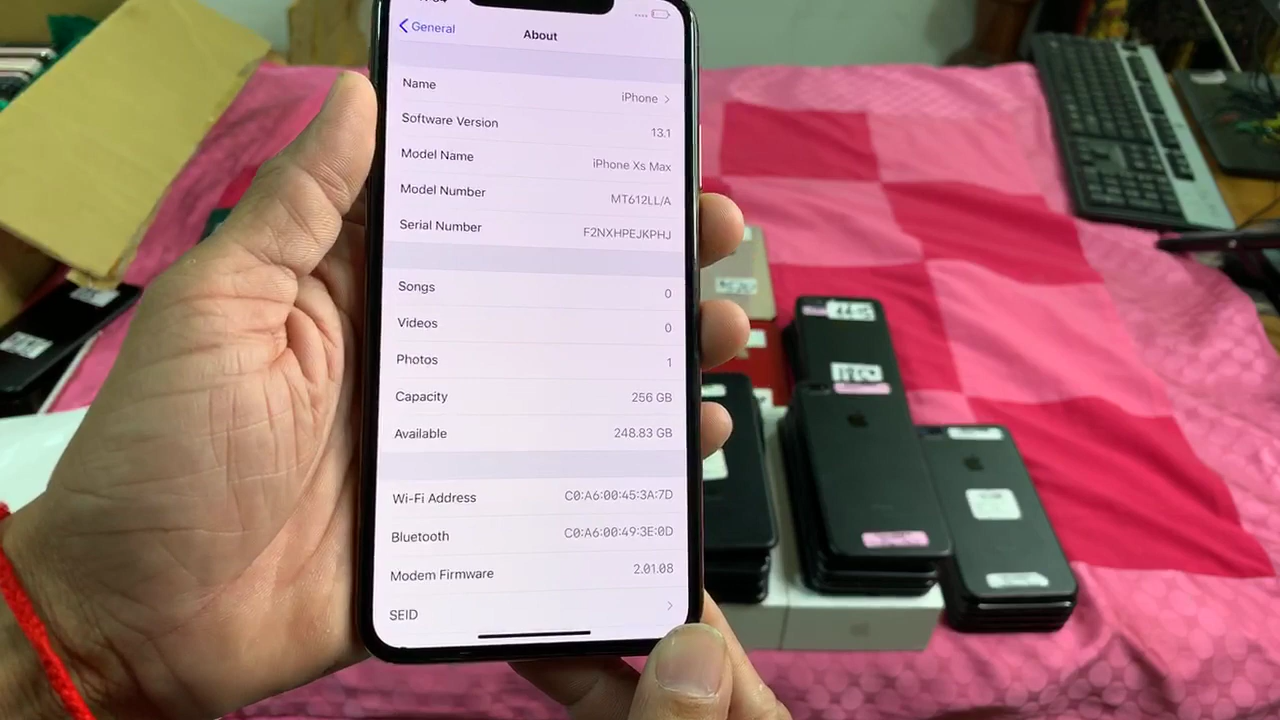 General
About
Name iPhone
Software Version 13.1
Model Name iPhone Xs Max
Model Number MT612LL/A
Serial Number F2NXHPEJKPHJ
Songs 0
Videos 0
Photos 1
Capacity 256 GB
Available 248.83 GB
Wi-Fi Address C0:A6:00:45:3A:7D
Bluetooth C0:A6:00:49:3E:0D
Modem Firmware 2.01.08
SEID